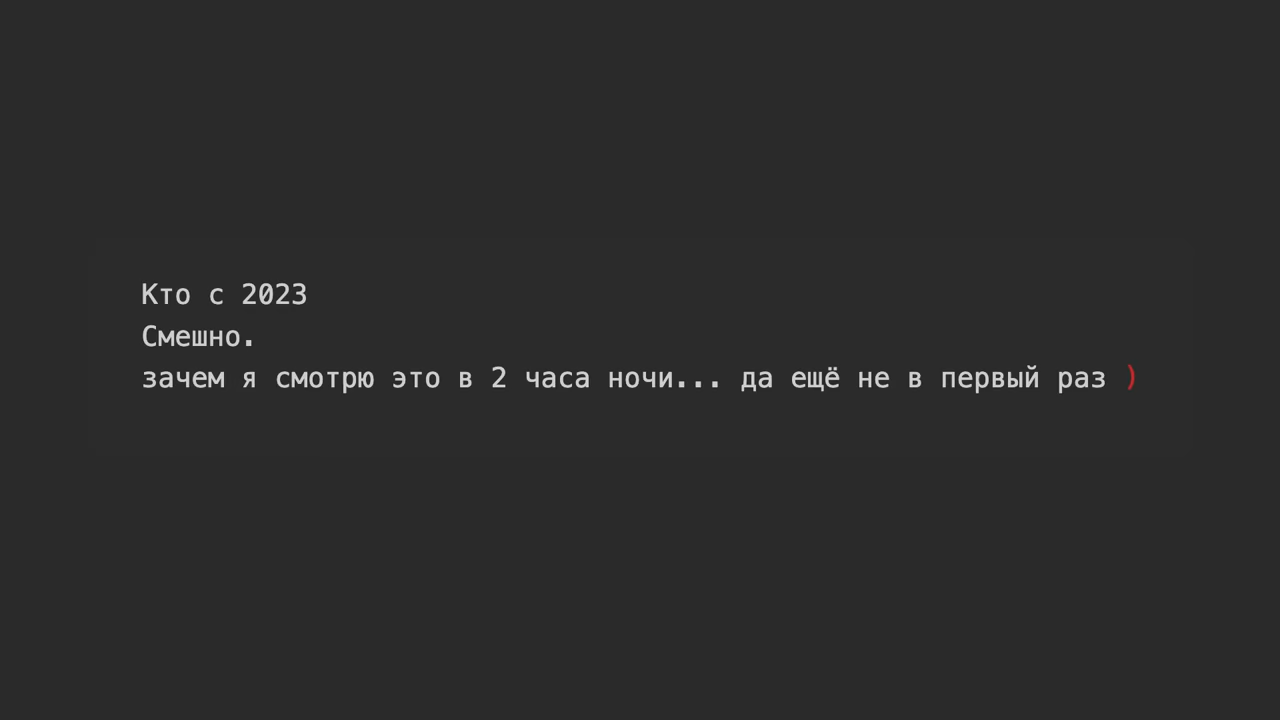 Кто с 2023
Смешно.
зачем я смотрю это в 2 часа ночи... да ещё не в первый раз )